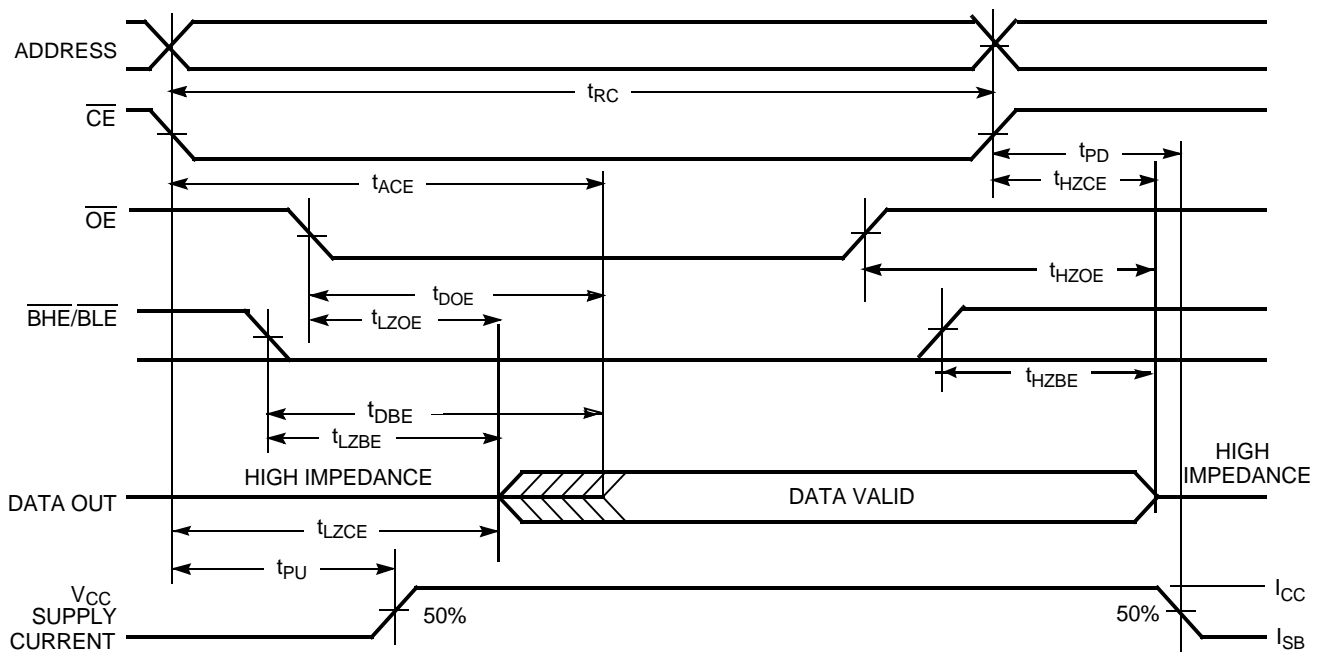 ADDRESS
tRC
CE
tPD
tACE
tHZCE
OE
tHZOE
tDOE
BHE/BLE
tLZOE
tHZBE
tDBE
tLZBE
HIGH IMPEDANCE
HIGH
IMPEDANCE
DATA OUT
DATA VALID
tLZCE
tPU
VCC
SUPPLY
CURRENT
50%
50%
ICC
ISB